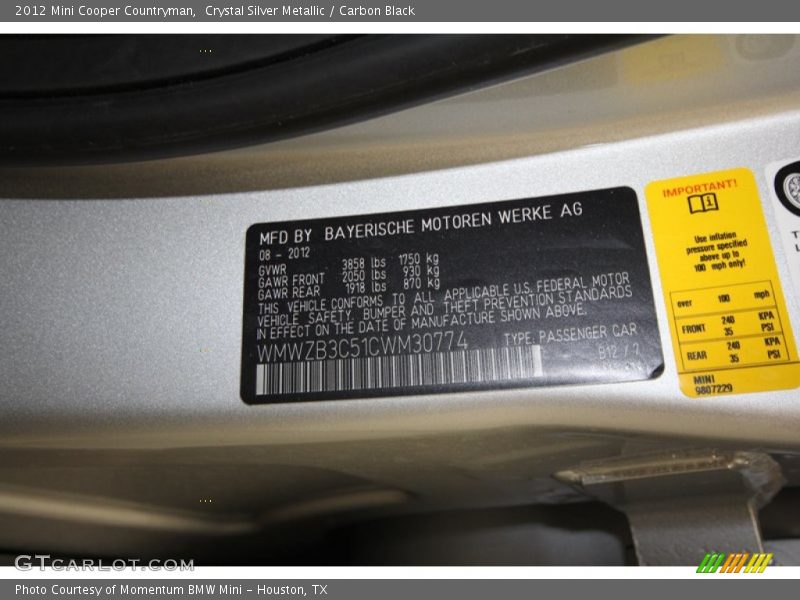 2012 Mini Cooper Countryman, Crystal Silver Metallic / Carbon Black
MFD BY BAYERISCHE MOTOREN WERKE AG
08 - 2012
GVWR 3858 lbs 1750 kg
GAWR FRONT 2050 lbs 930 kg
GAWR REAR 1918 lbs 870 kg
THIS VEHICLE CONFORMS TO ALL APPLICABLE U.S. FEDERAL MOTOR
VEHICLE SAFETY, BUMPER AND THEFT PREVENTION STANDARDS
IN EFFECT ON THE DATE OF MANUFACTURE SHOWN ABOVE.
WMWZB3C51CWM30774 TYPE: PASSENGER CAR
B12 / 2
IMPORTANT!
Use inflation
pressure specified
above up to
100 mph only!
over 100 mph
FRONT 240 KPA
35 PSI
REAR 240 KPA
35 PSI
MINI
9807229
GTCARLOT.COM
Photo Courtesy of Momentum BMW Mini - Houston, TX